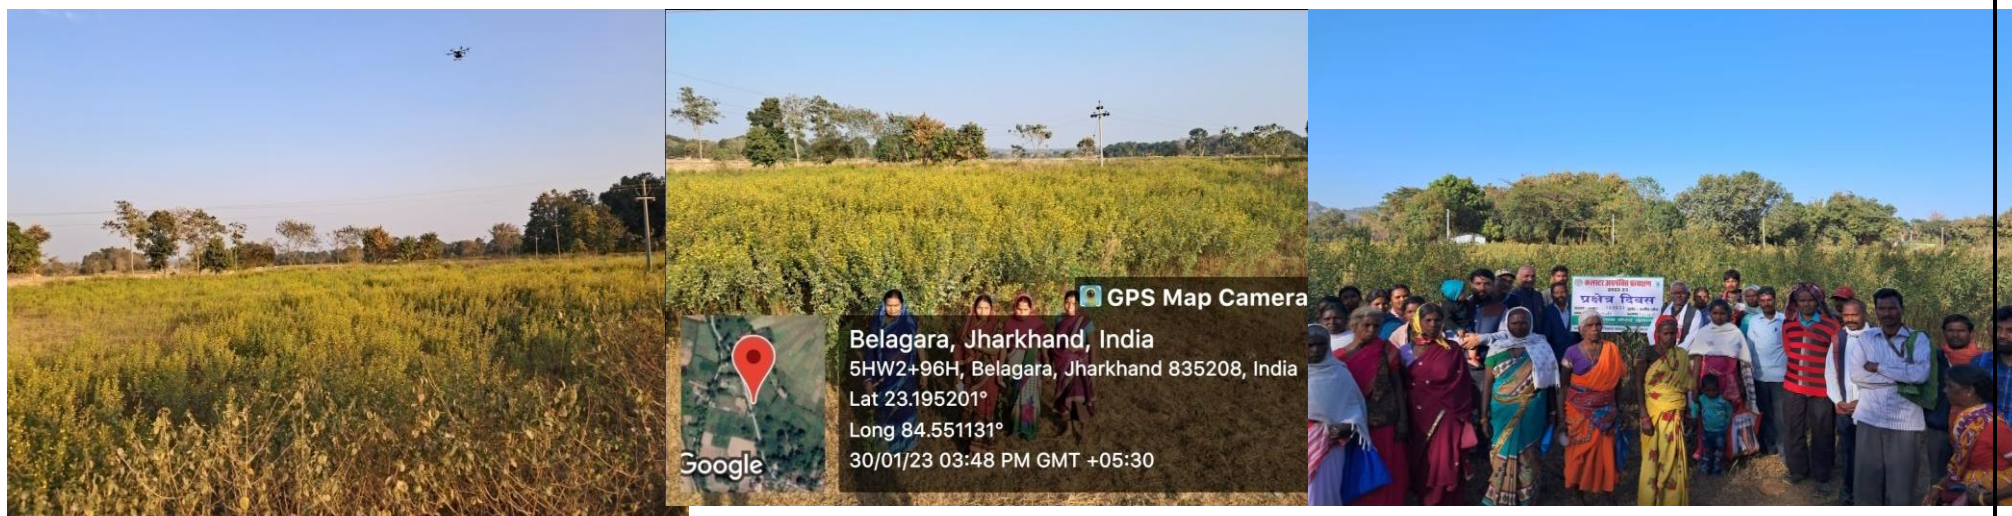 GPS Map Camera
Belagara, Jharkhand, India
5HW2+96H, Belagara, Jharkhand 835208, India
Lat 23.195201°
Long 84.551131°
30/01/23 03:48 PM GMT +05:30
Google
प्रक्षेत्र दिवस